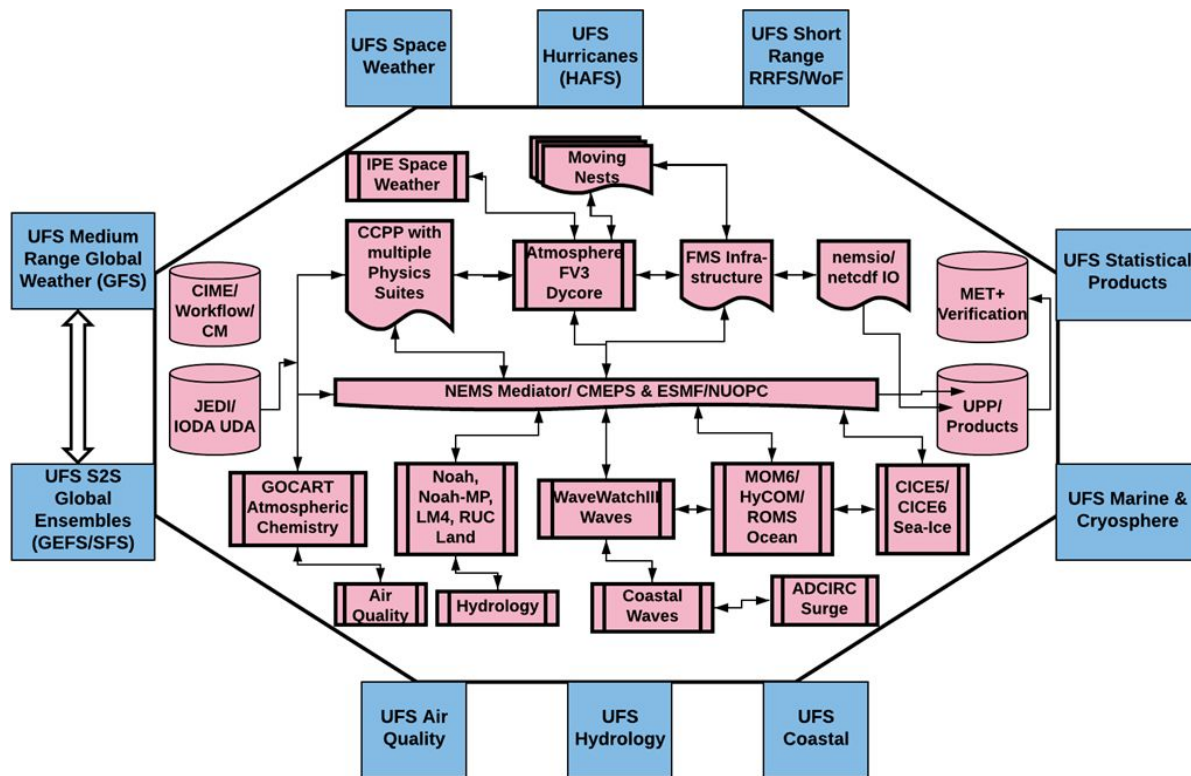 UFS Space
Weather
UFS
Hurricanes
(HAFS)
UFS Short
Range
RRFS/WoF
IPE Space
Weather
Moving
Nests
UFS Medium
Range Global
Weather (GFS)
CIME/
Workflow/
CM
CCPP with
multiple
Physics
Suites
Atmosphere
FV3
Dycore
FMS Infra-
structure
nemsio/
netcdf IO
MET+
Verification
UFS Statistical
Products
JEDI/
IODA UDA
NEMS Mediator/ CMEPS & ESMF/NUOPC
UPP/
Products
UFS S2S
Global
Ensembles
(GEFS/SFS)
GOCART
Atmospheric
Chemistry
Noah,
Noah-MP,
LM4, RUC
Land
WaveWatchIII
Waves
MOM6/
HyCOM/
ROMS
Ocean
CICE5/
CICE6
Sea-Ice
UFS Marine &
Cryosphere
Air
Quality
Hydrology
Coastal
Waves
ADCIRC
Surge
UFS Air
Quality
UFS
Hydrology
UFS
Coastal